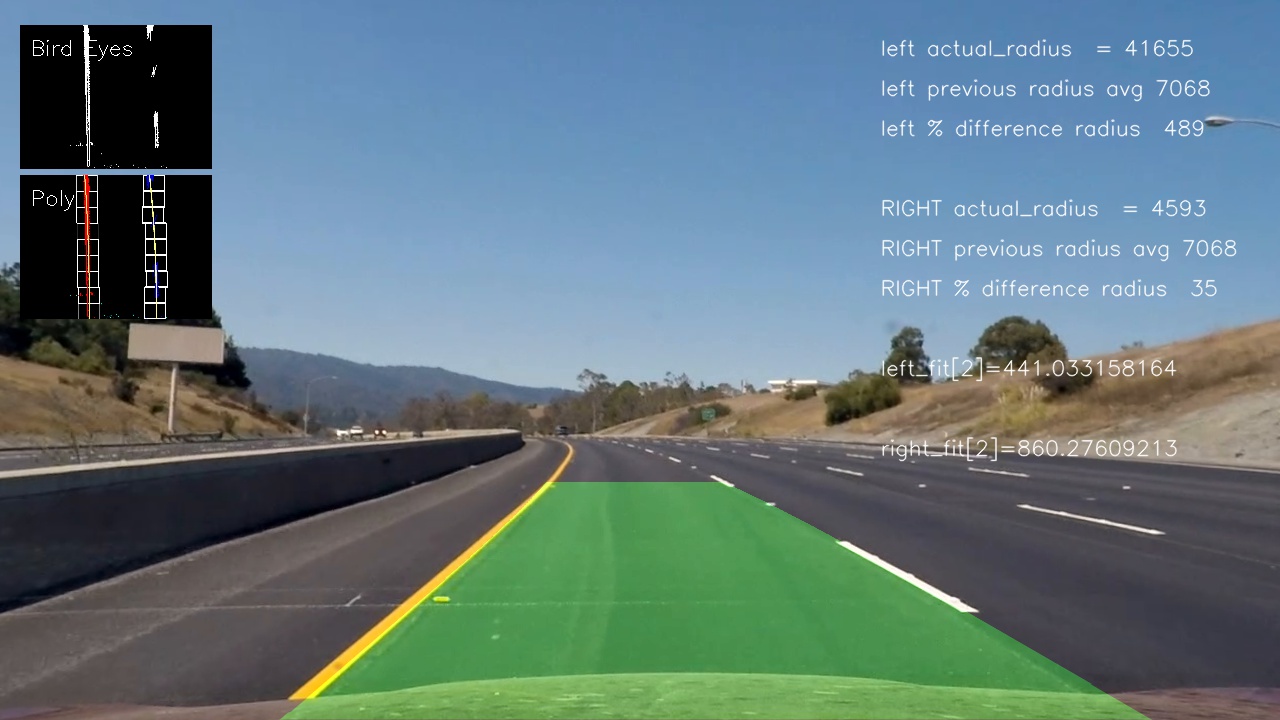 Bird Eyes
Poly
left actual_radius = 41655
left previous radius avg 7068
left % difference radius 489
RIGHT actual_radius = 4593
RIGHT previous radius avg 7068
RIGHT % difference radius 35
left_fit[2]=441.033158164
right_fit[2]=860.27609213